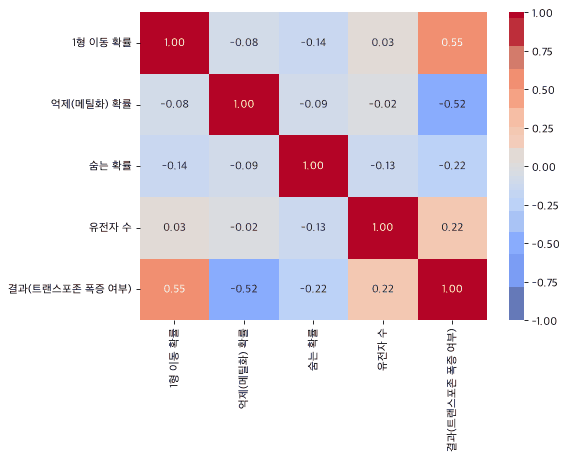 1형 이동 확률 1.00 -0.08 -0.14 0.03 0.55
억제(메틸화) 확률 -0.08 1.00 -0.09 -0.02 -0.52
숨는 확률 -0.14 -0.09 1.00 -0.13 -0.22
유전자 수 0.03 -0.02 -0.13 1.00 0.22
결과(트랜스포존 폭증 여부) 0.55 -0.52 -0.22 0.22 1.00
1형 이동 확률
억제(메틸화) 확률
숨는 확률
유전자 수
결과(트랜스포존 폭증 여부)
1.00
0.75
0.50
0.25
0.00
-0.25
-0.50
-0.75
-1.00